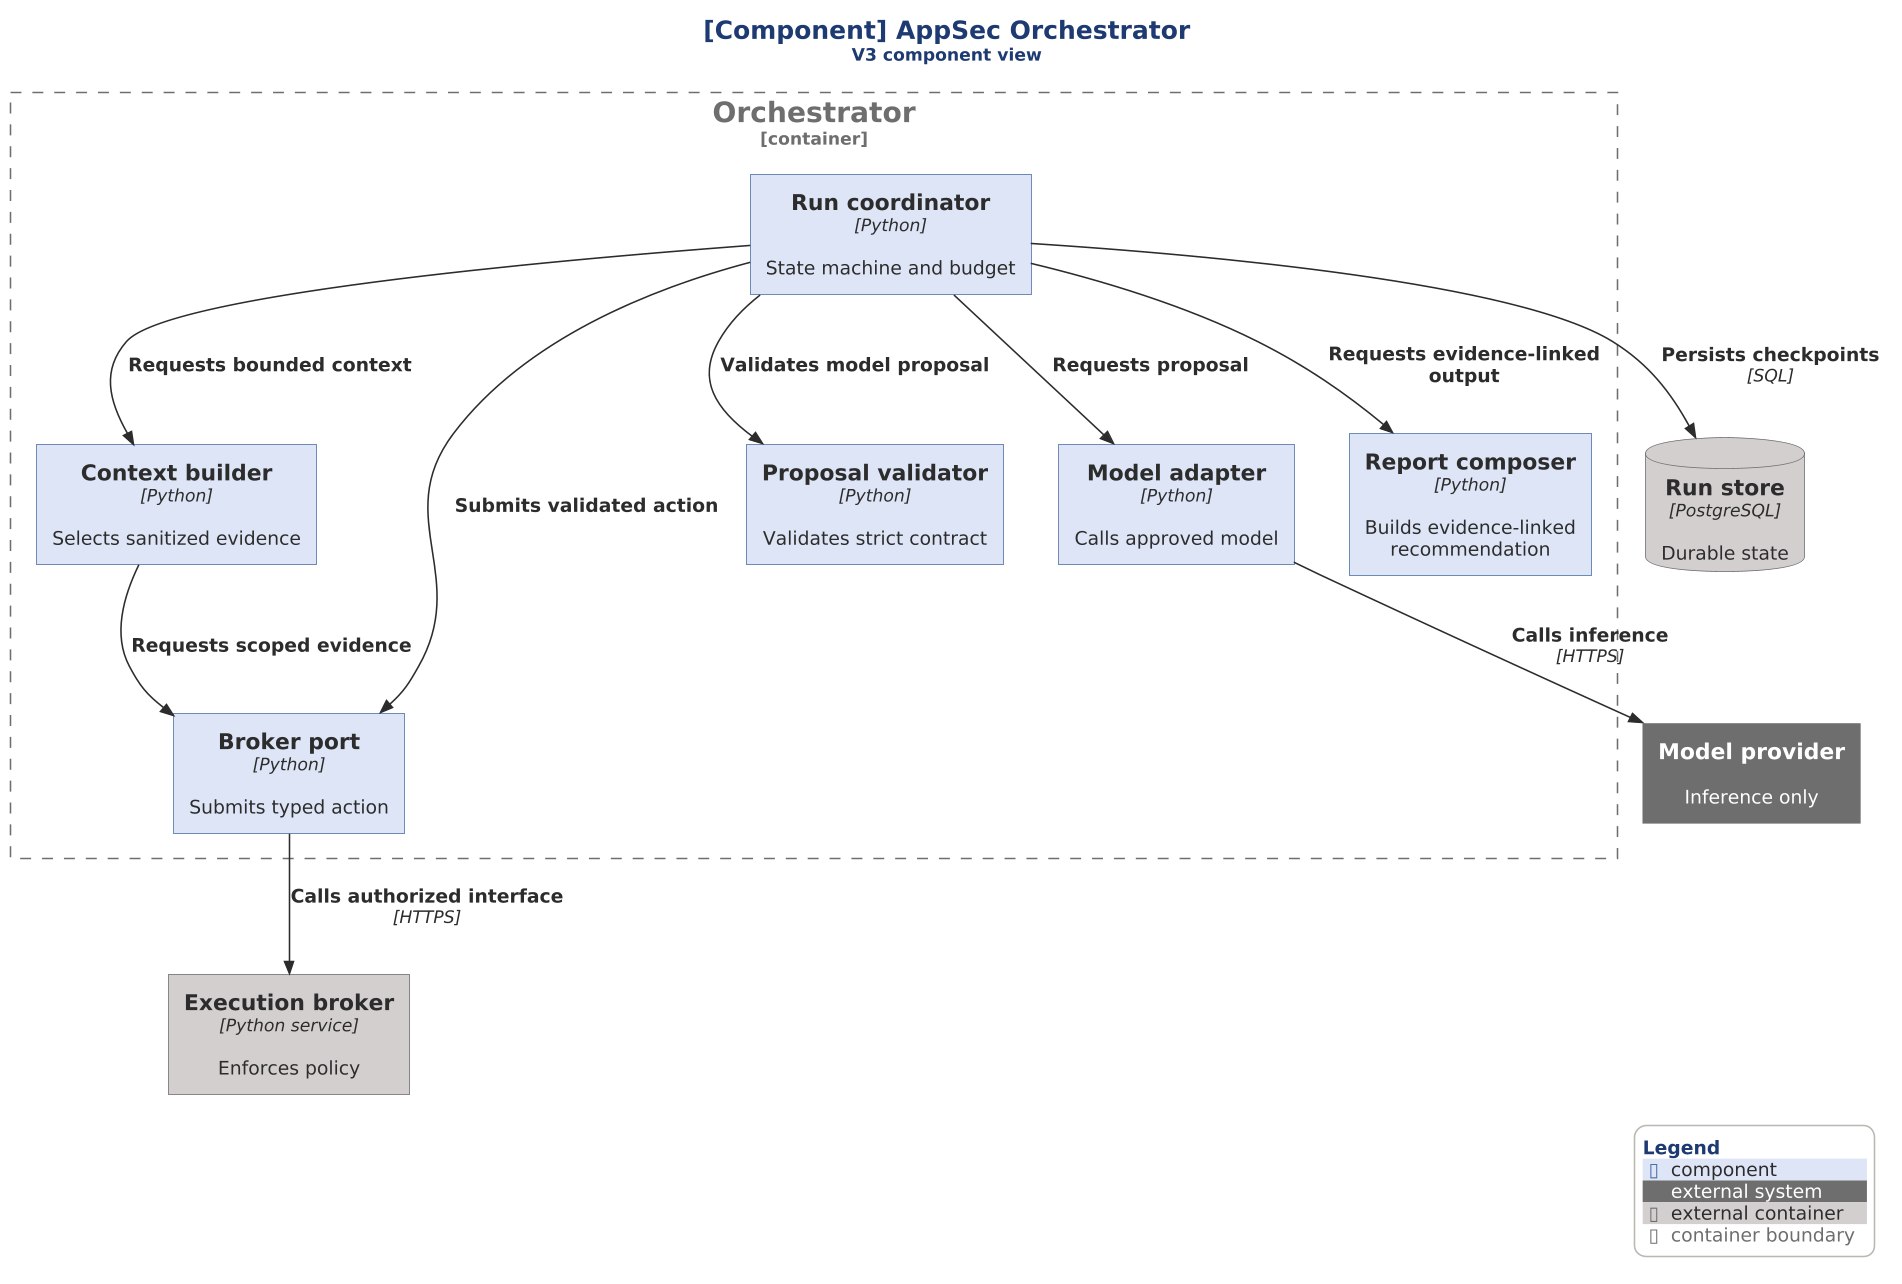 [Component] AppSec Orchestrator
V3 component view
Orchestrator
[container]
Run coordinator
[Python]
State machine and budget
Requests bounded context
Validates model proposal
Requests proposal
Requests evidence-linked
output
Persists checkpoints
[SQL]
Context builder
[Python]
Selects sanitized evidence
Submits validated action
Proposal validator
[Python]
Validates strict contract
Model adapter
[Python]
Calls approved model
Report composer
[Python]
Builds evidence-linked
recommendation
Run store
[PostgreSQL]
Durable state
Requests scoped evidence
Calls inference
[HTTPS]
Broker port
[Python]
Submits typed action
Model provider
Inference only
Calls authorized interface
[HTTPS]
Execution broker
[Python service]
Enforces policy
Legend
component
external system
external container
container boundary